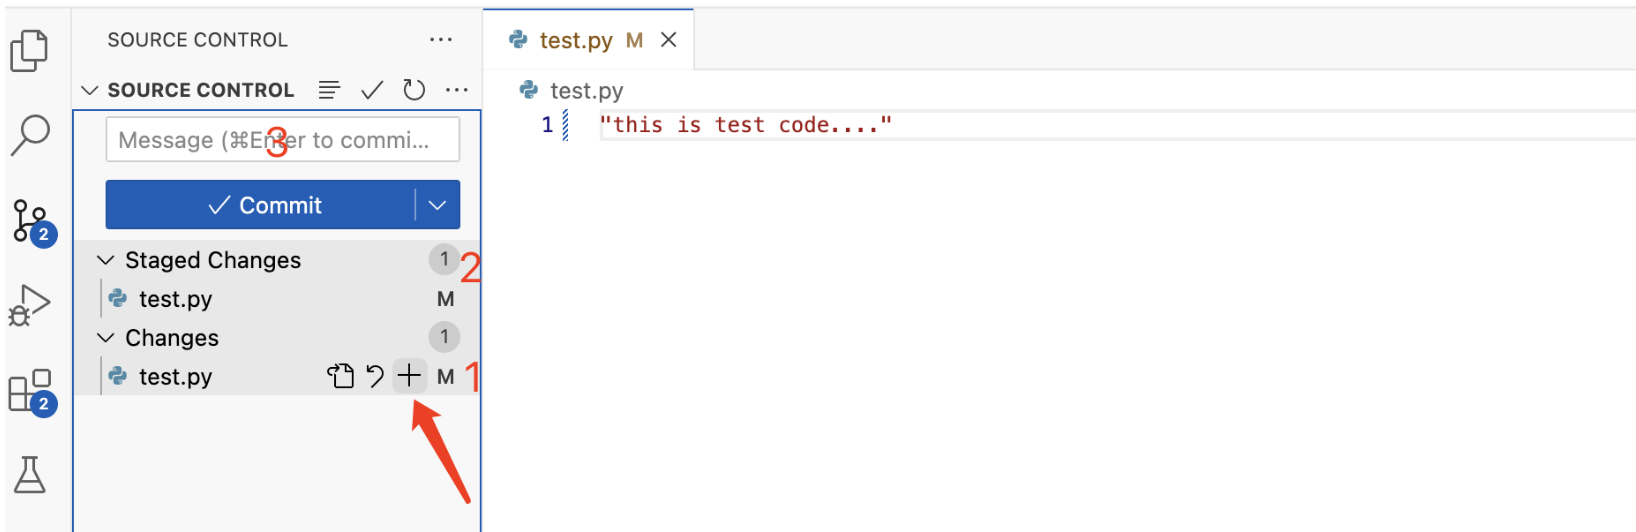 SOURCE CONTROL ...
test.py M
SOURCE CONTROL ...
test.py
1 "this is test code...."
Message (⌘Enter to commi...
3
Commit
2
Staged Changes 1 2
test.py M
Changes 1
test.py M 1
2